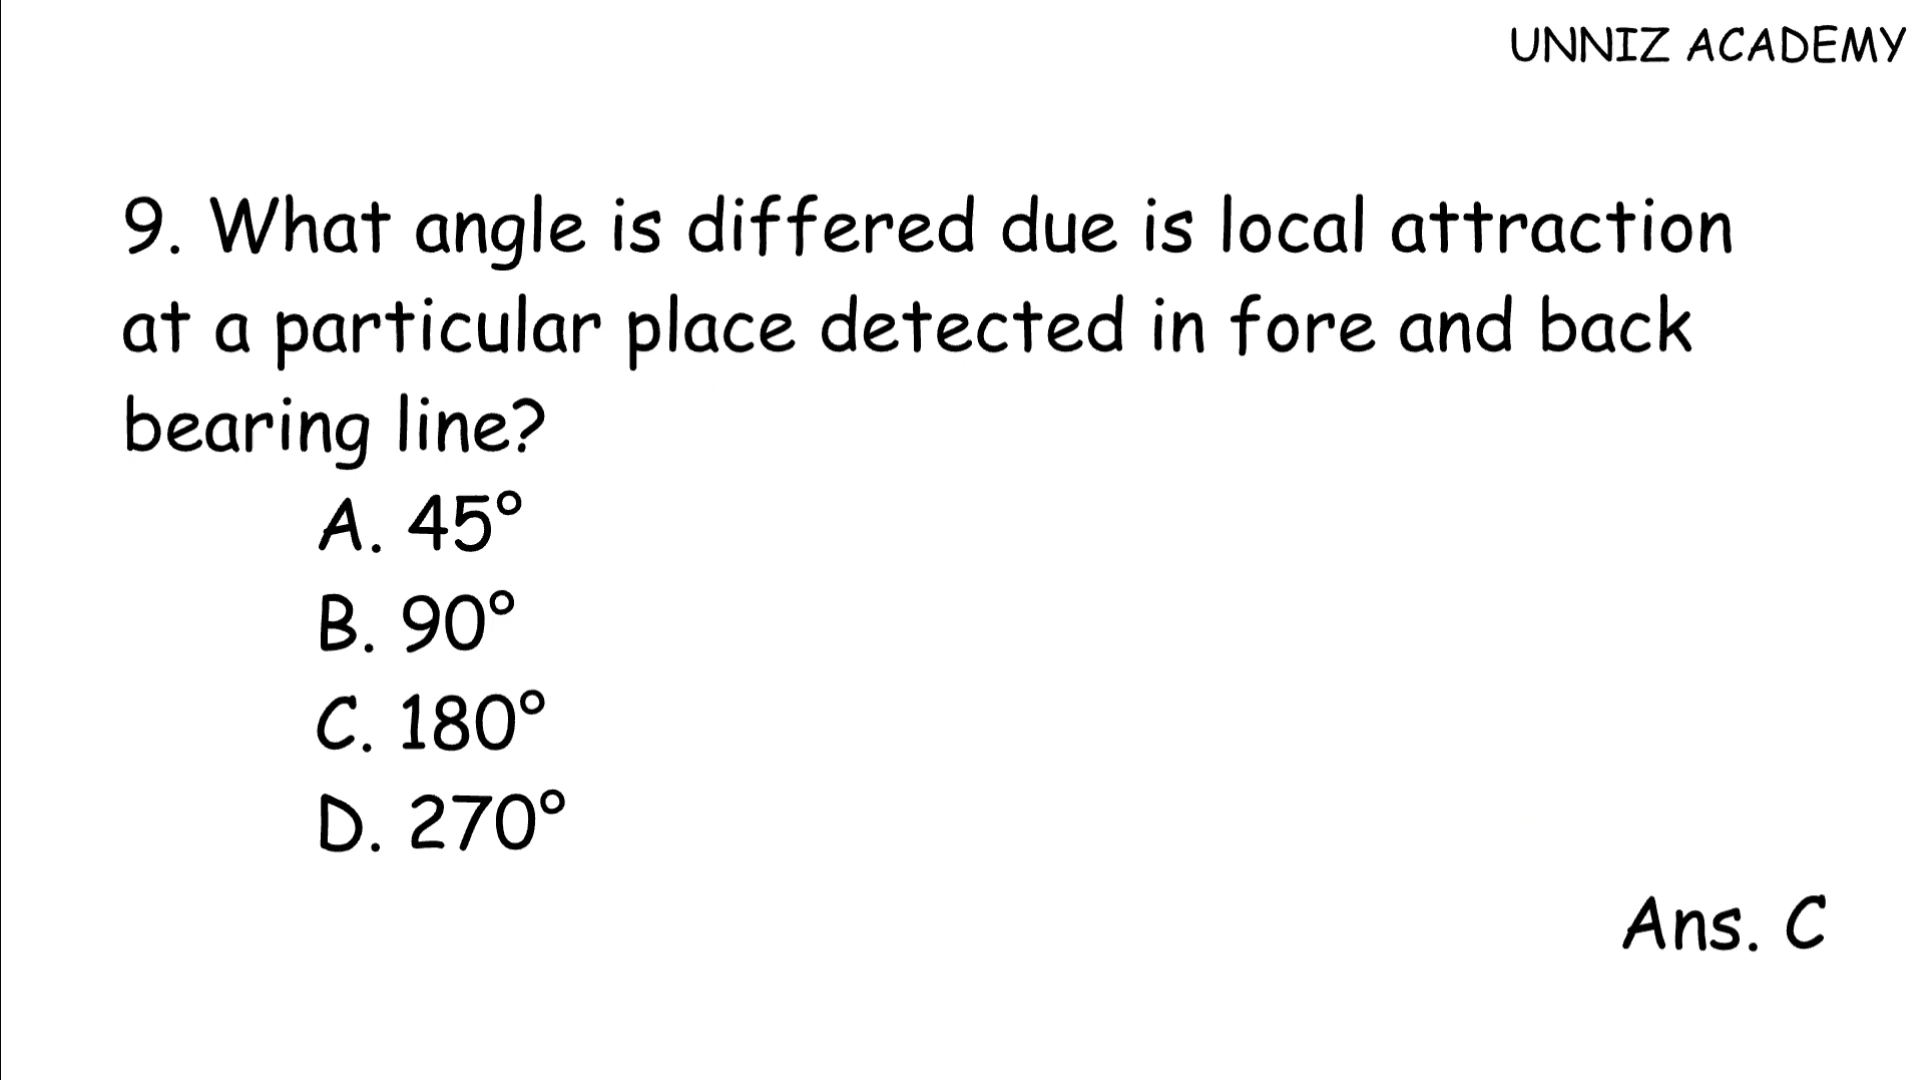 UNNIZ ACADEMY
9. What angle is differed due is local attraction
at a particular place detected in fore and back
bearing line?
A. 45°
B. 90°
C. 180°
D. 270°
Ans. C